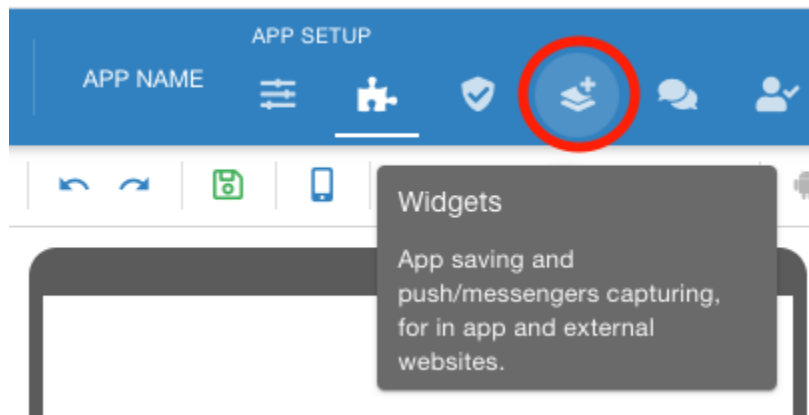 APP SETUP
APP NAME
Widgets
App saving and
push/messengers capturing,
for in app and external
websites.